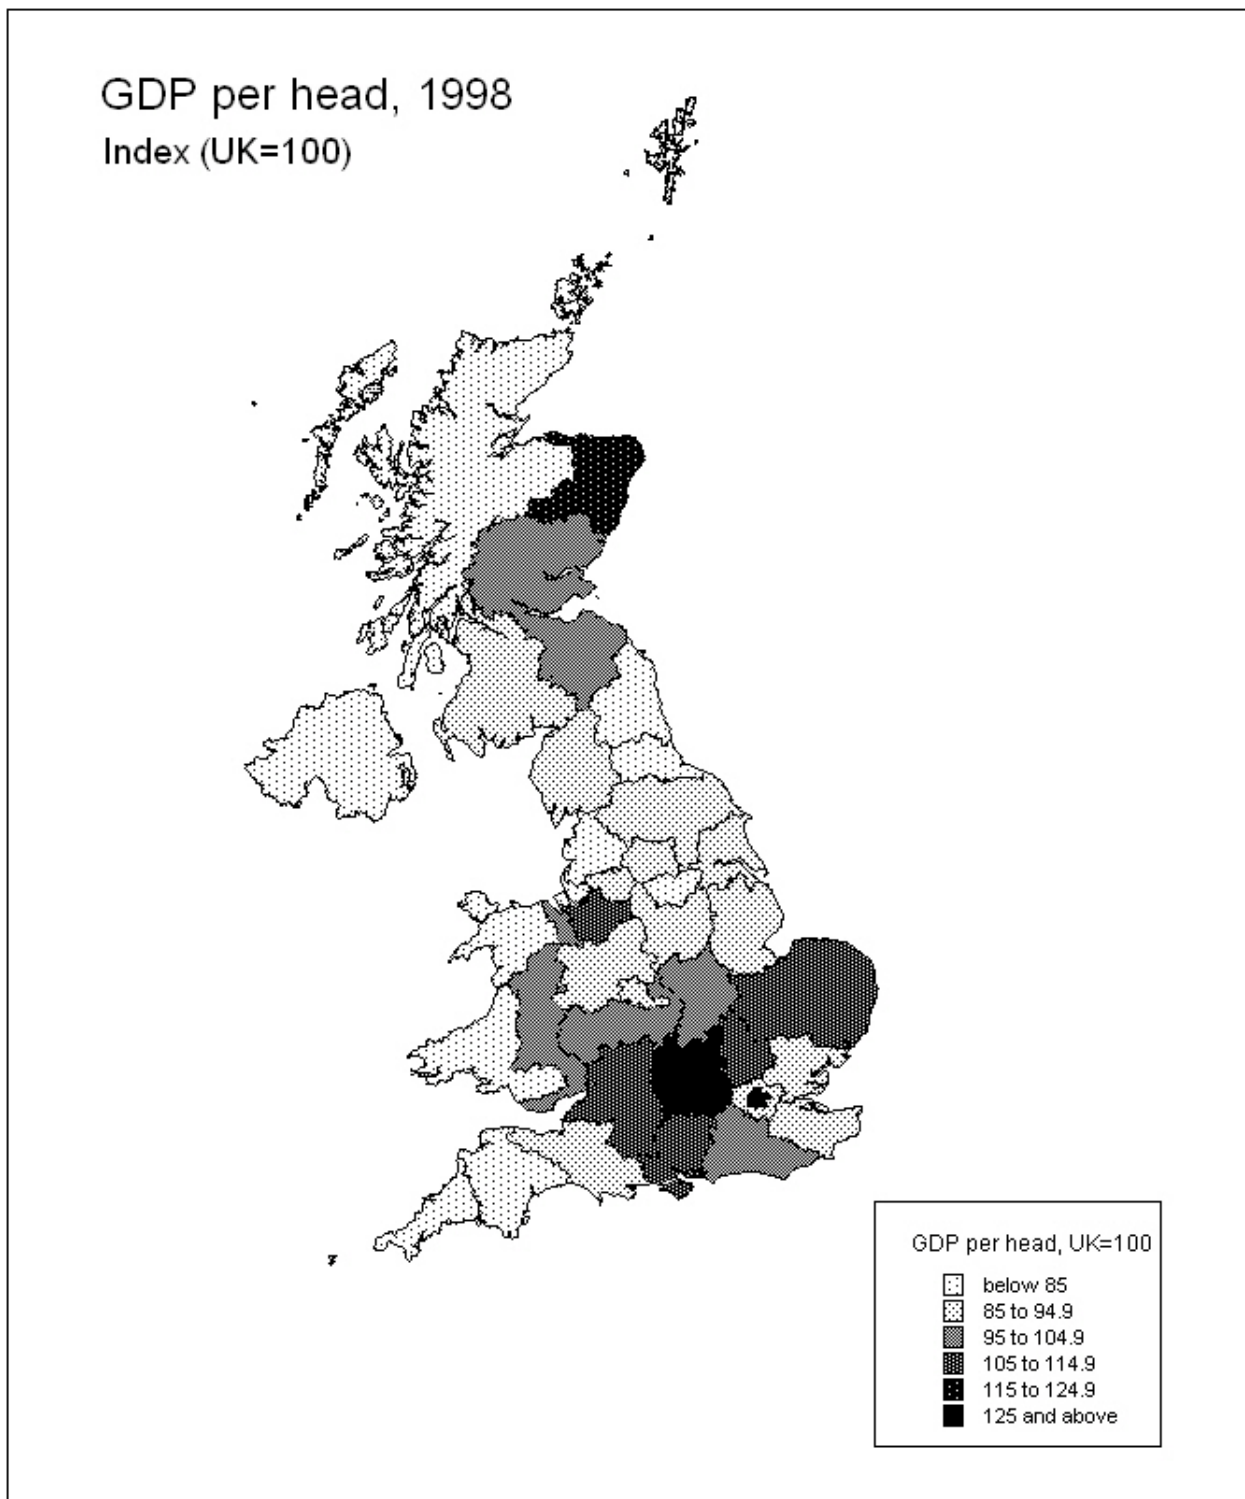 GDP per head, 1998
Index (UK=100)
GDP per head, UK=100
below 85
85 to 94.9
95 to 104.9
105 to 114.9
115 to 124.9
125 and above